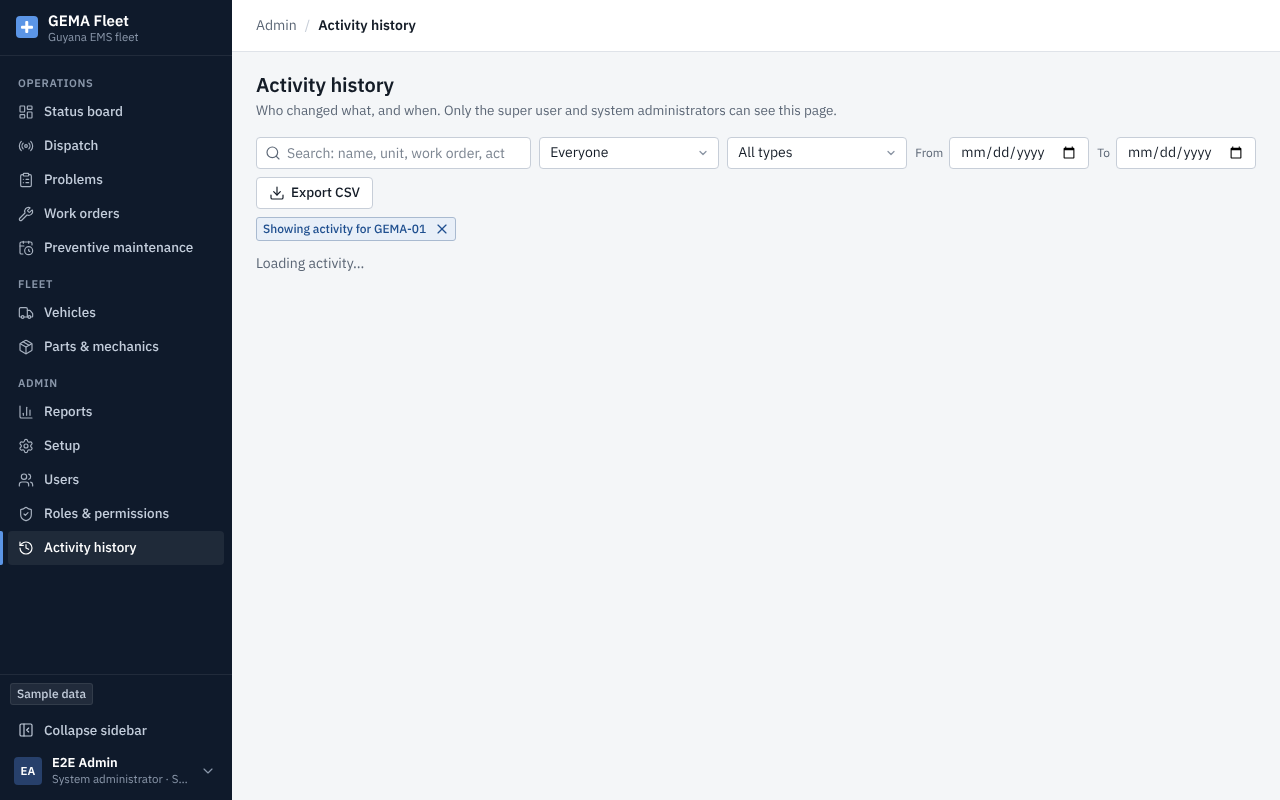 GEMA Fleet
Guyana EMS fleet
OPERATIONS
Status board
Dispatch
Problems
Work orders
Preventive maintenance
FLEET
Vehicles
Parts & mechanics
ADMIN
Reports
Setup
Users
Roles & permissions
Activity history
Sample data
Collapse sidebar
EA
E2E Admin
System administrator · S...
Admin / Activity history
Activity history
Who changed what, and when. Only the super user and system administrators can see this page.
Search: name, unit, work order, act
Everyone
All types
From mm/dd/yyyy
To mm/dd/yyyy
Export CSV
Showing activity for GEMA-01
Loading activity...